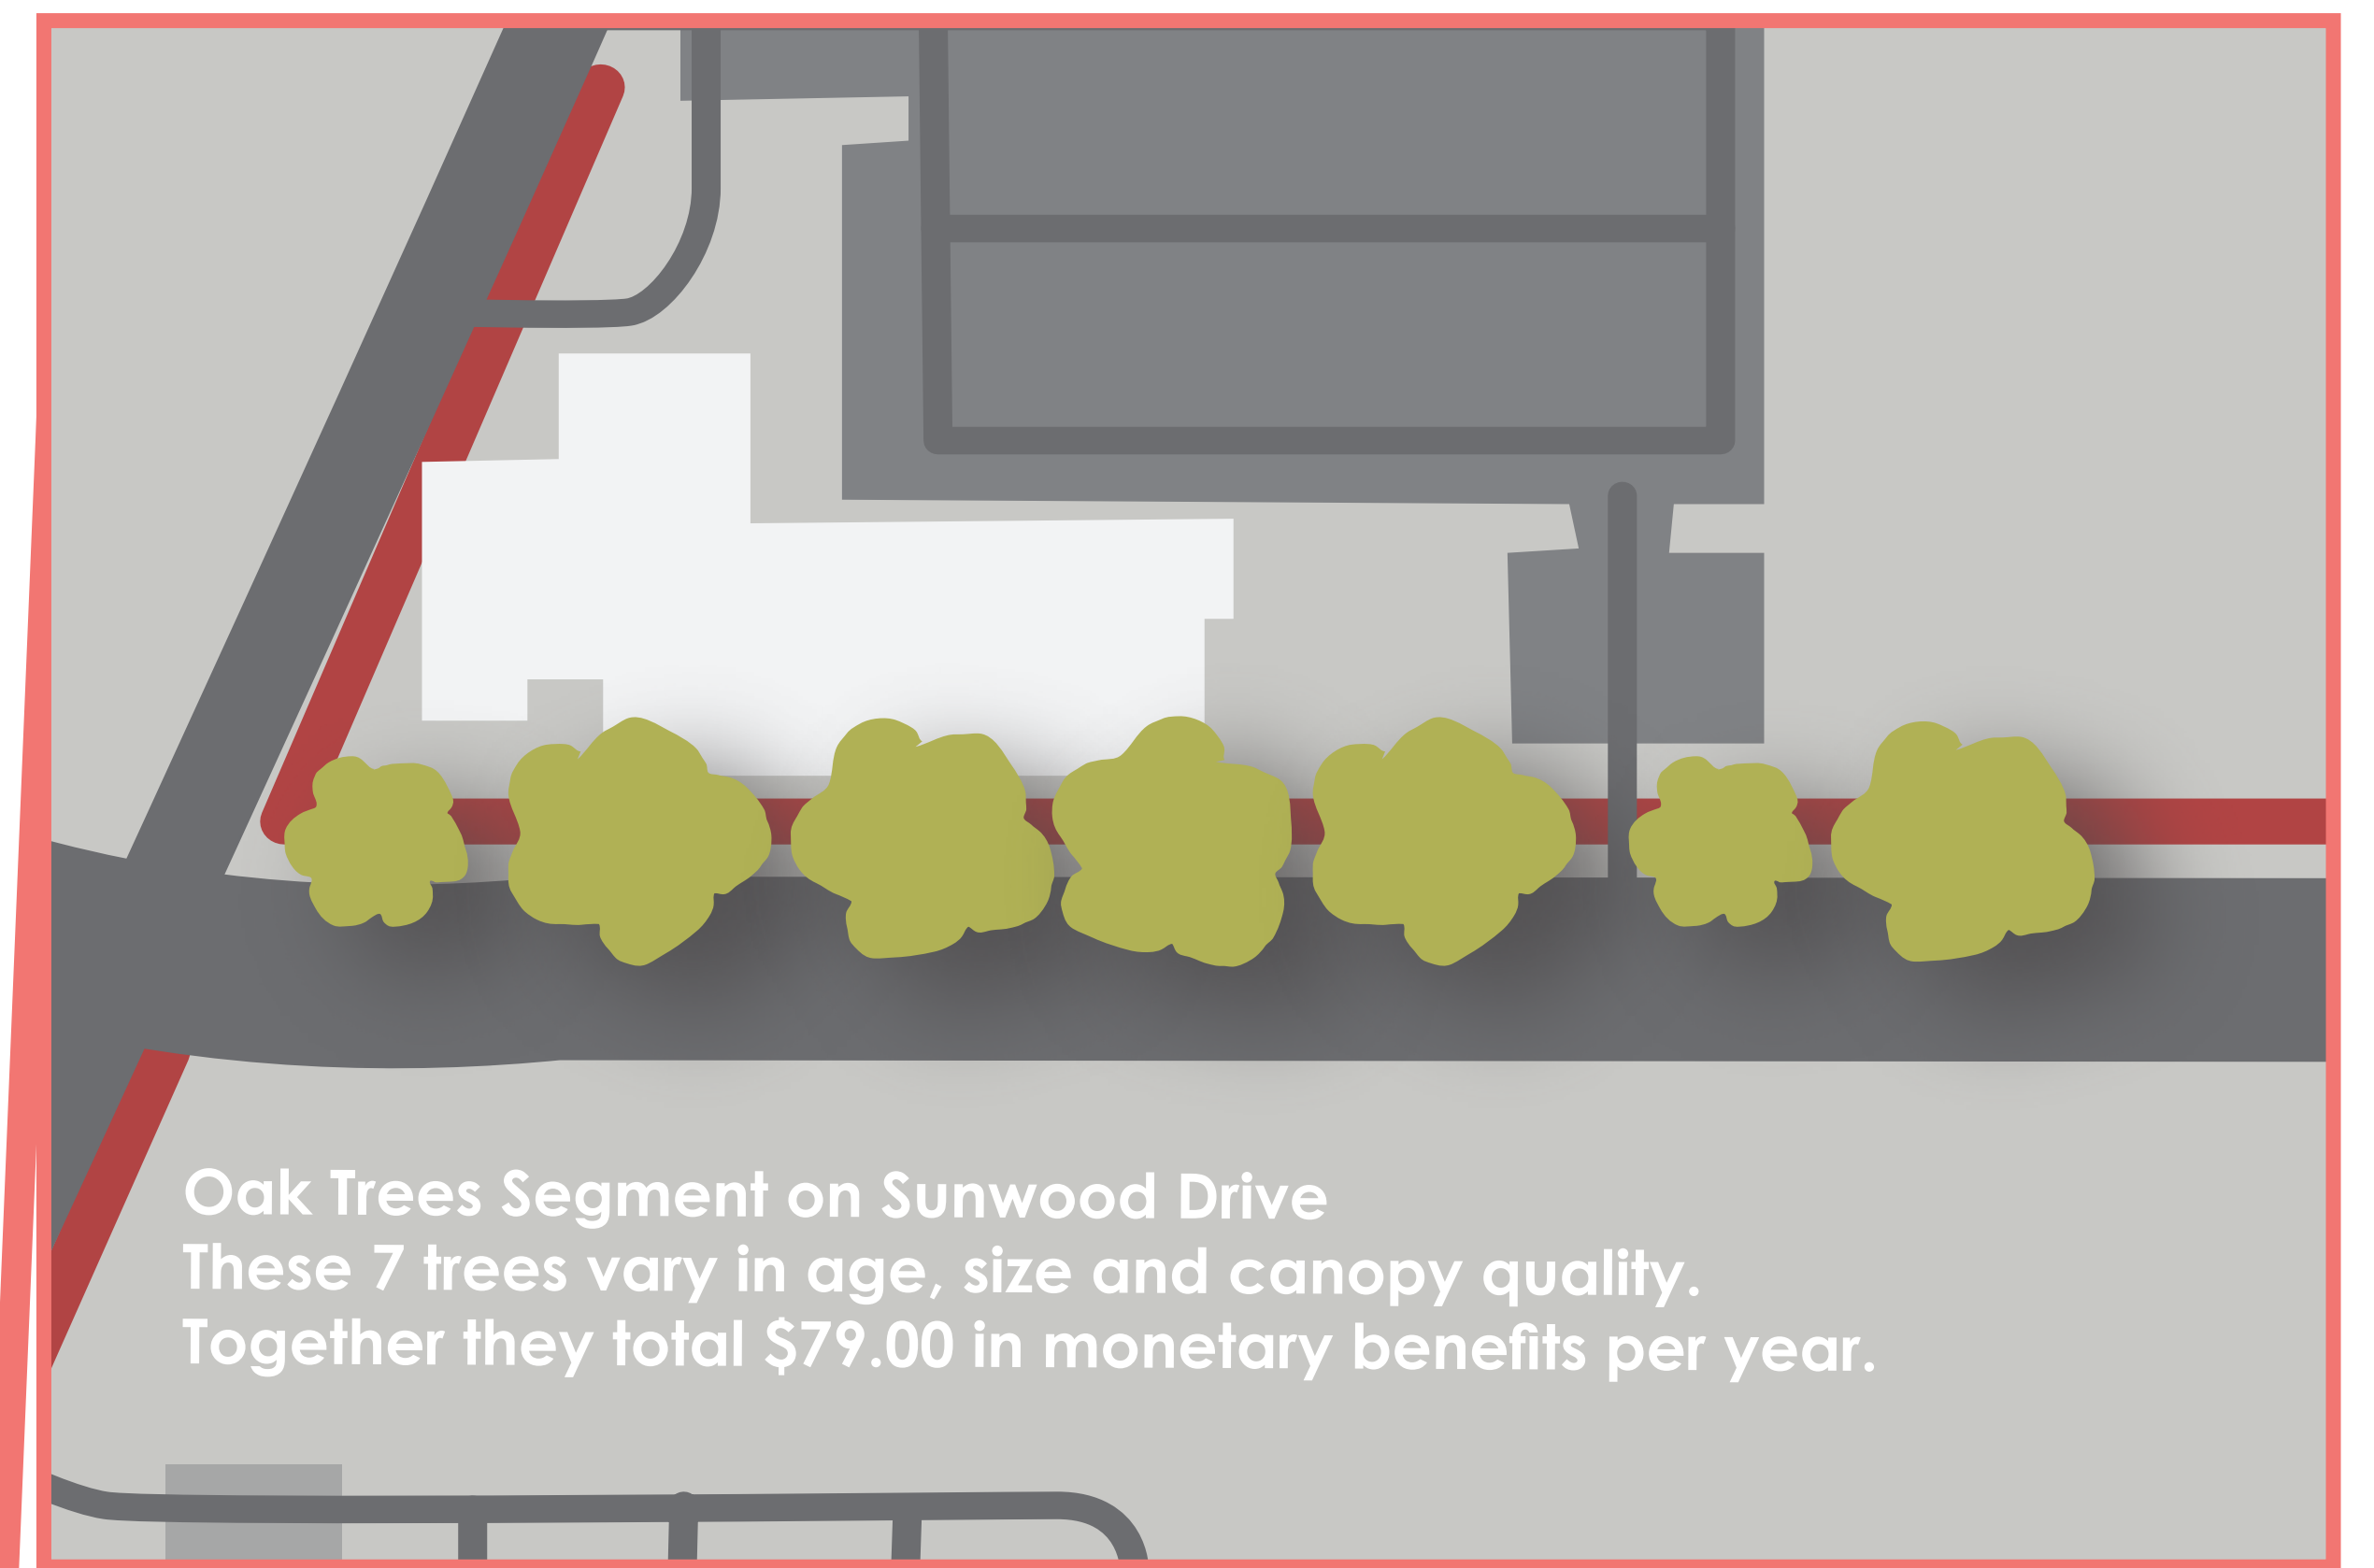 Oak Trees Segment on Sunwood Drive
These 7 trees vary in age, size and canopy quality.
Together they total $79.00 in monetary benefits per year.